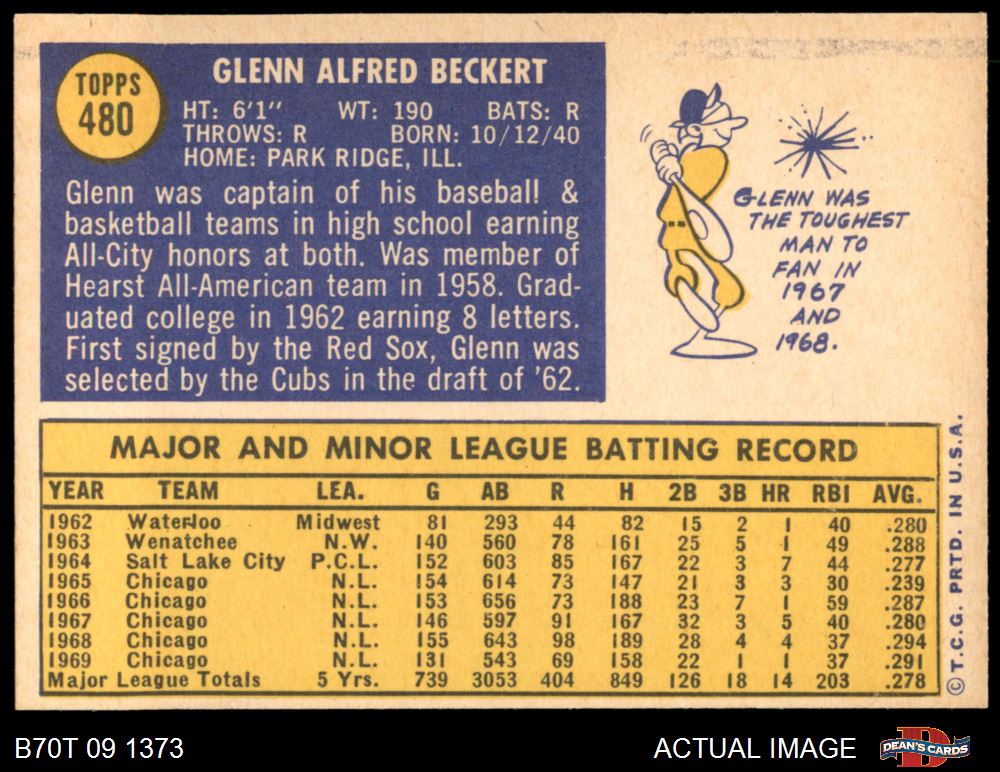 TOPPS
480
GLENN ALFRED BECKERT
HT: 6'1" WT: 190 BATS: R
THROWS: R BORN: 10/12/40
HOME: PARK RIDGE, ILL.
Glenn was captain of his baseball &
basketball teams in high school earning
All-City honors at both. Was member of
Hearst All-American team in 1958. Grad-
uated college in 1962 earning 8 letters.
First signed by the Red Sox, Glenn was
selected by the Cubs in the draft of '62.
GLENN WAS
THE TOUGHEST
MAN TO
FAN IN
1967
AND
1968.
MAJOR AND MINOR LEAGUE BATTING RECORD
YEAR TEAM LEA. G AB R H 2B 3B HR RBI AVG.
1962 Waterloo Midwest 81 293 44 82 15 2 1 40 .280
1963 Wenatchee N.W. 140 560 78 161 25 5 1 49 .288
1964 Salt Lake City P.C.L. 152 603 85 167 22 3 7 44 .277
1965 Chicago N.L. 154 614 73 147 21 3 3 30 .239
1966 Chicago N.L. 153 656 73 188 23 7 1 59 .287
1967 Chicago N.L. 146 597 91 167 32 3 5 40 .280
1968 Chicago N.L. 155 643 98 189 28 4 4 37 .294
1969 Chicago N.L. 131 543 69 158 22 1 1 37 .291
Major League Totals 5 Yrs. 739 3053 404 849 126 18 14 203 .278
© T.C.G. PRTD. IN U.S.A.
B70T 09 1373
ACTUAL IMAGE
DEAN'S CARDS